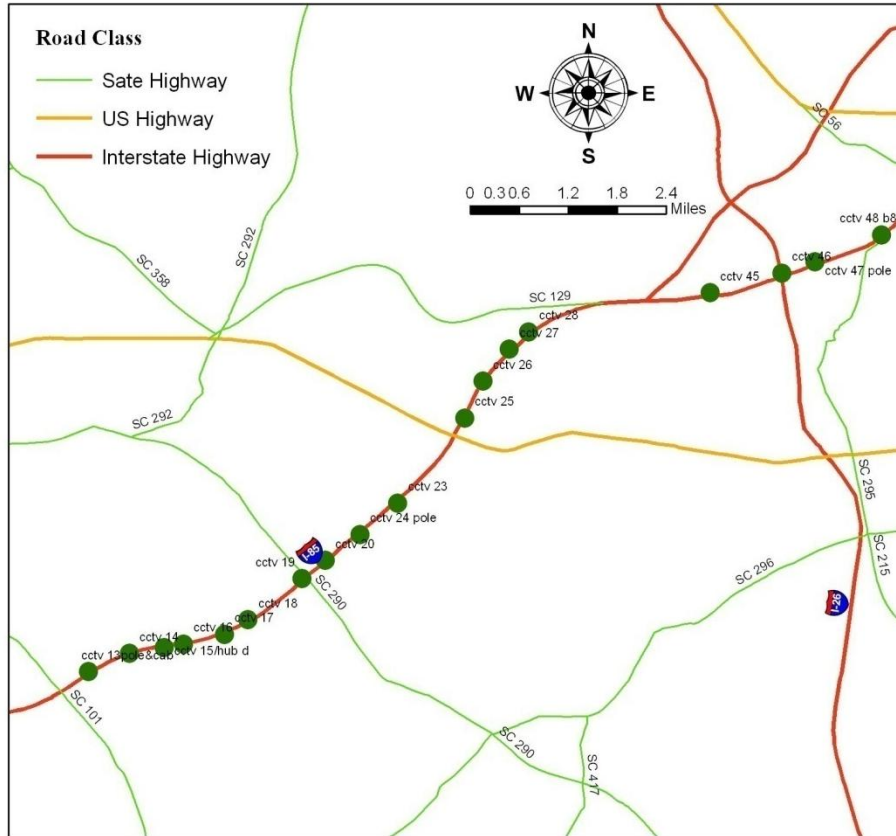 Road Class
Sate Highway
US Highway
Interstate Highway
N
W
E
S
0 0.3 0.6 1.2 1.8 2.4
Miles
SC 56
cctv 48 b8
SC 292
SC 358
cctv 46
cctv 47 pole
cctv 45
SC 129
cctv 28
cctv 27
cctv 26
cctv 25
SC 292
SC 295
cctv 23
cctv 24 pole
cctv 20
I-85
cctv 19
SC 290
SC 296
SC 215
I-26
cctv 18
cctv 17
cctv 16
cctv 14
cctv 15/hub d
cctv 13pole&cab
SC 101
SC 290
SC 417